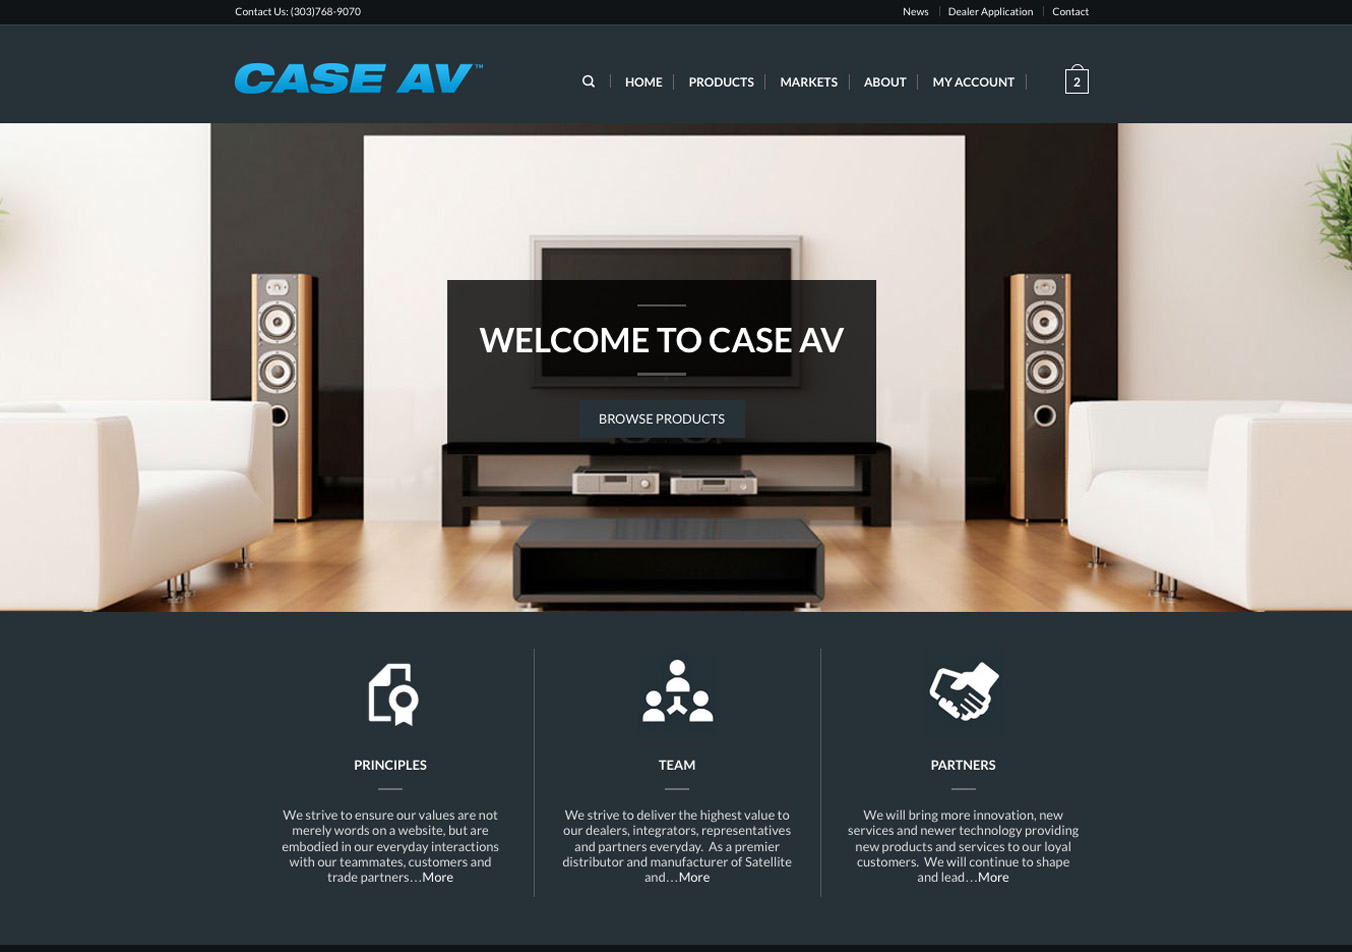 Contact Us: (303)768-9070
News
Dealer Application
Contact
CASE AV™
HOME
PRODUCTS
MARKETS
ABOUT
MY ACCOUNT
2
WELCOME TO CASE AV
BROWSE PRODUCTS
PRINCIPLES
We strive to ensure our values are not
merely words on a website, but are
embodied in our everyday interactions
with our teammates, customers and
trade partners…More
TEAM
We strive to deliver the highest value to
our dealers, integrators, representatives
and partners everyday.  As a premier
distributor and manufacturer of Satellite
and…More
PARTNERS
We will bring more innovation, new
services and newer technology providing
new products and services to our loyal
customers.  We will continue to shape
and lead…More